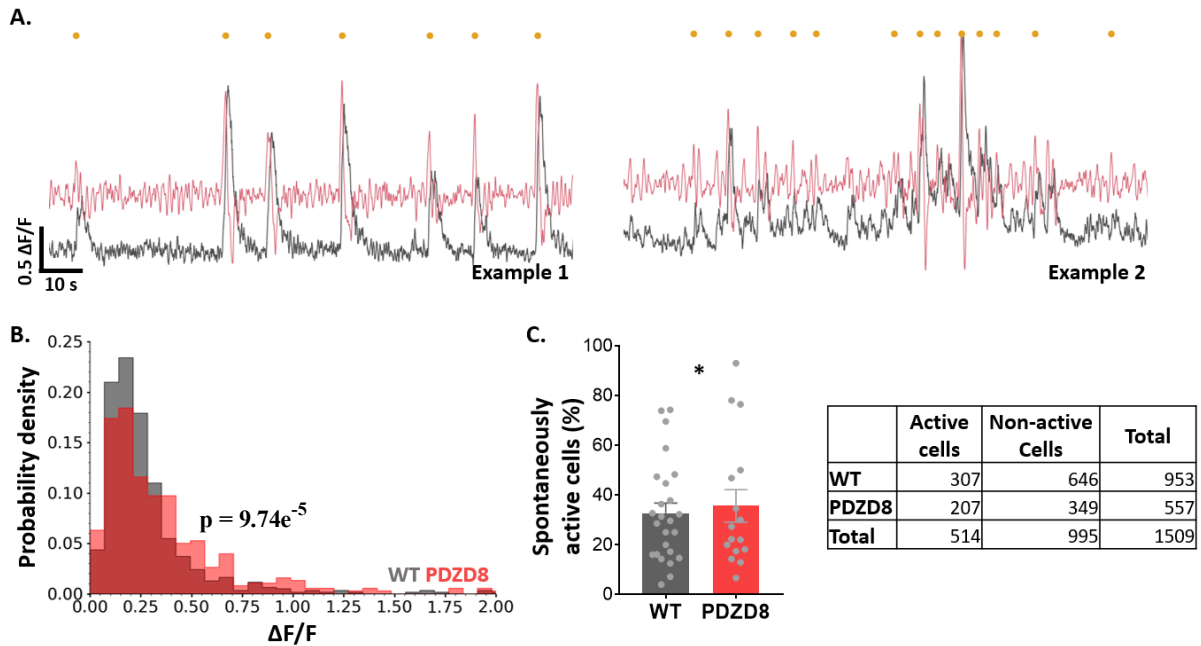 A.
0.5 ΔF/F
10 s
Example 1
Example 2
B.
Probability density
0.25
0.20
0.15
0.10
0.05
0.00
0.00 0.25 0.50 0.75 1.00 1.25 1.50 1.75 2.00
ΔF/F
p = 9.74e-5
WT PDZD8
C.
Spontaneously
active cells (%)
100
80
60
40
20
0
*
WT PDZD8
Active cells Non-active Cells Total
WT 307 646 953
PDZD8 207 349 557
Total 514 995 1509